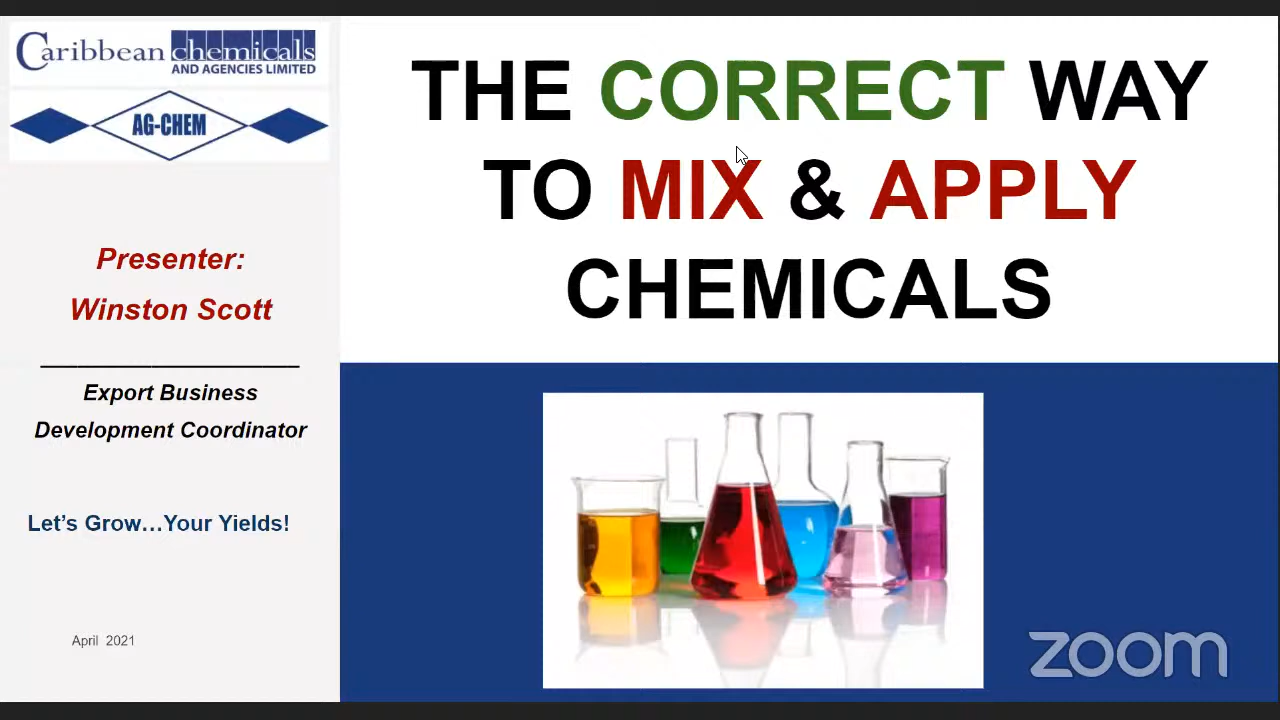 Caribbean chemicals
AND AGENCIES LIMITED
AG-CHEM
Presenter:
Winston Scott
Export Business
Development Coordinator
Let's Grow…Your Yields!
April 2021
THE CORRECT WAY
TO MIX & APPLY
CHEMICALS
zoom